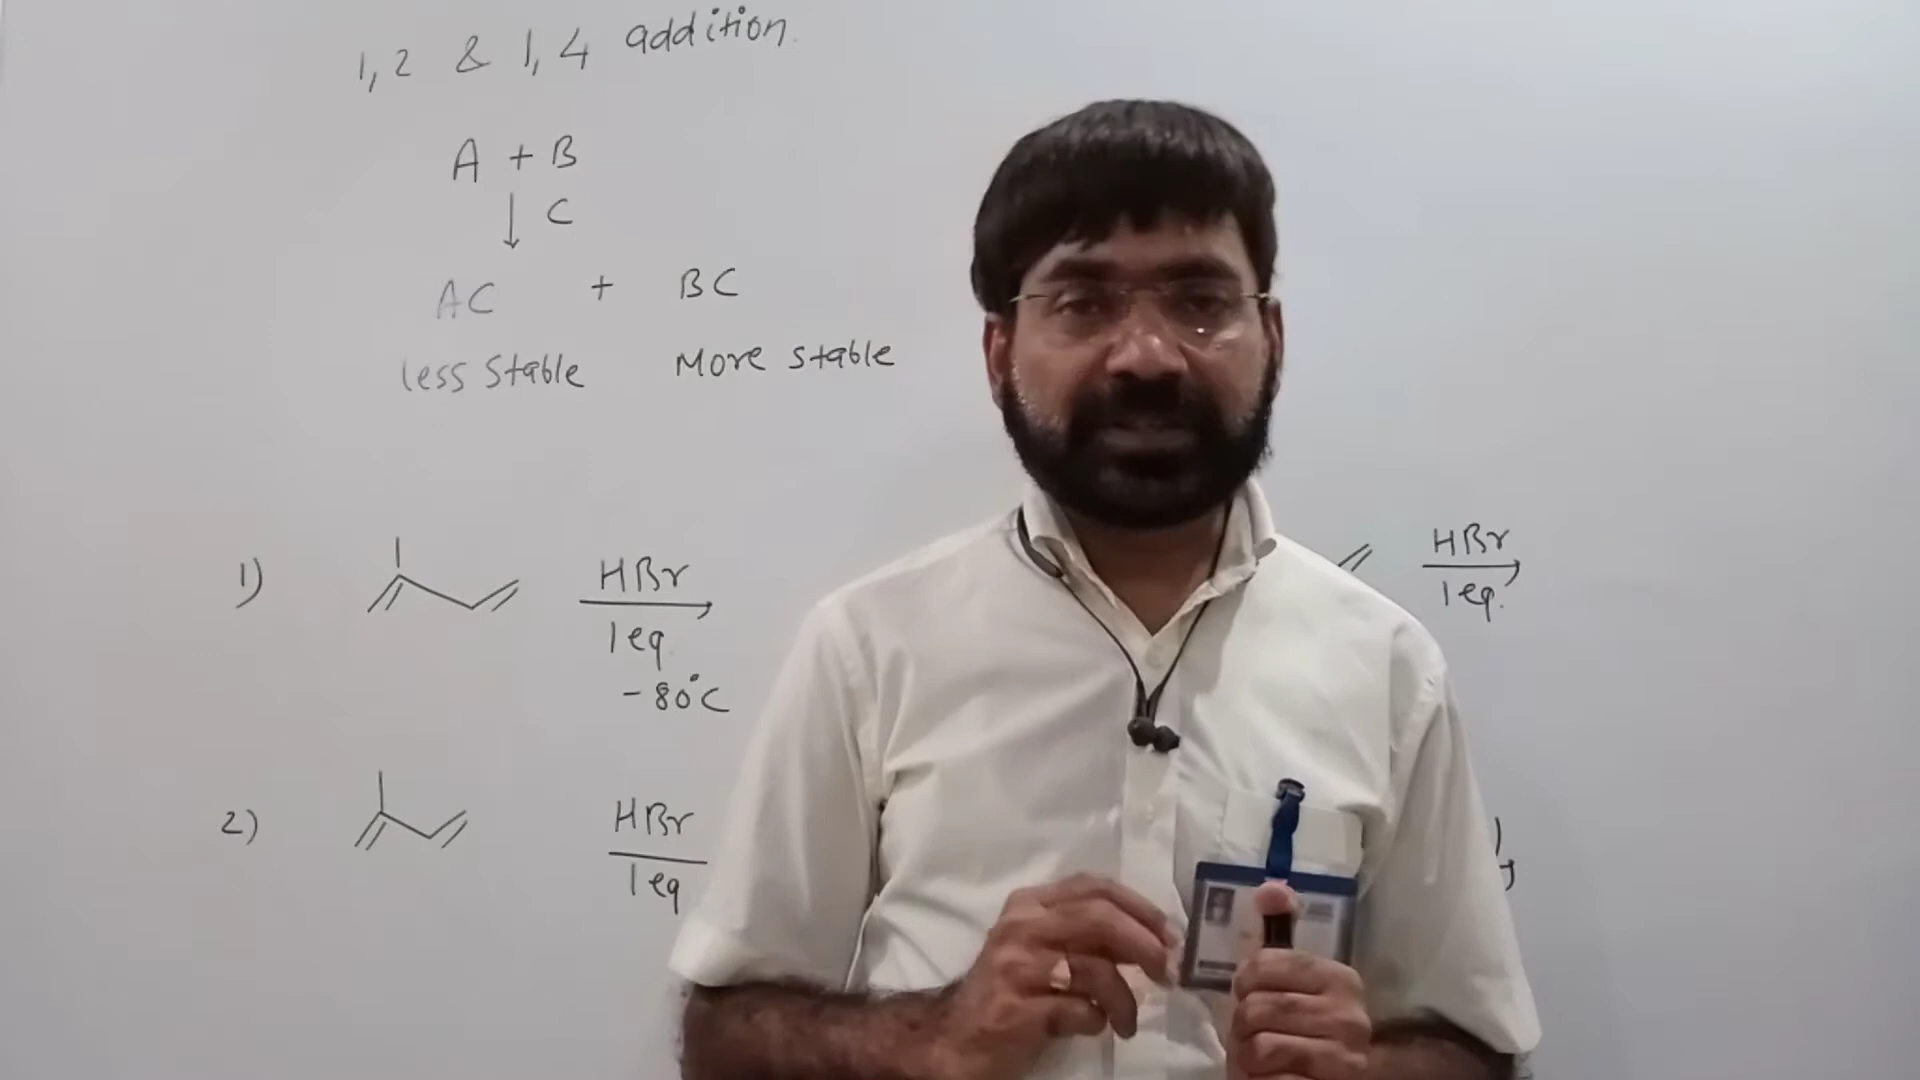 1,2 & 1,4 addition.
A + B
↓ C
AC + BC
less stable More stable
1)
HBr
1eq.
-80°C
HBr
1eq.
2)
HBr
1eq